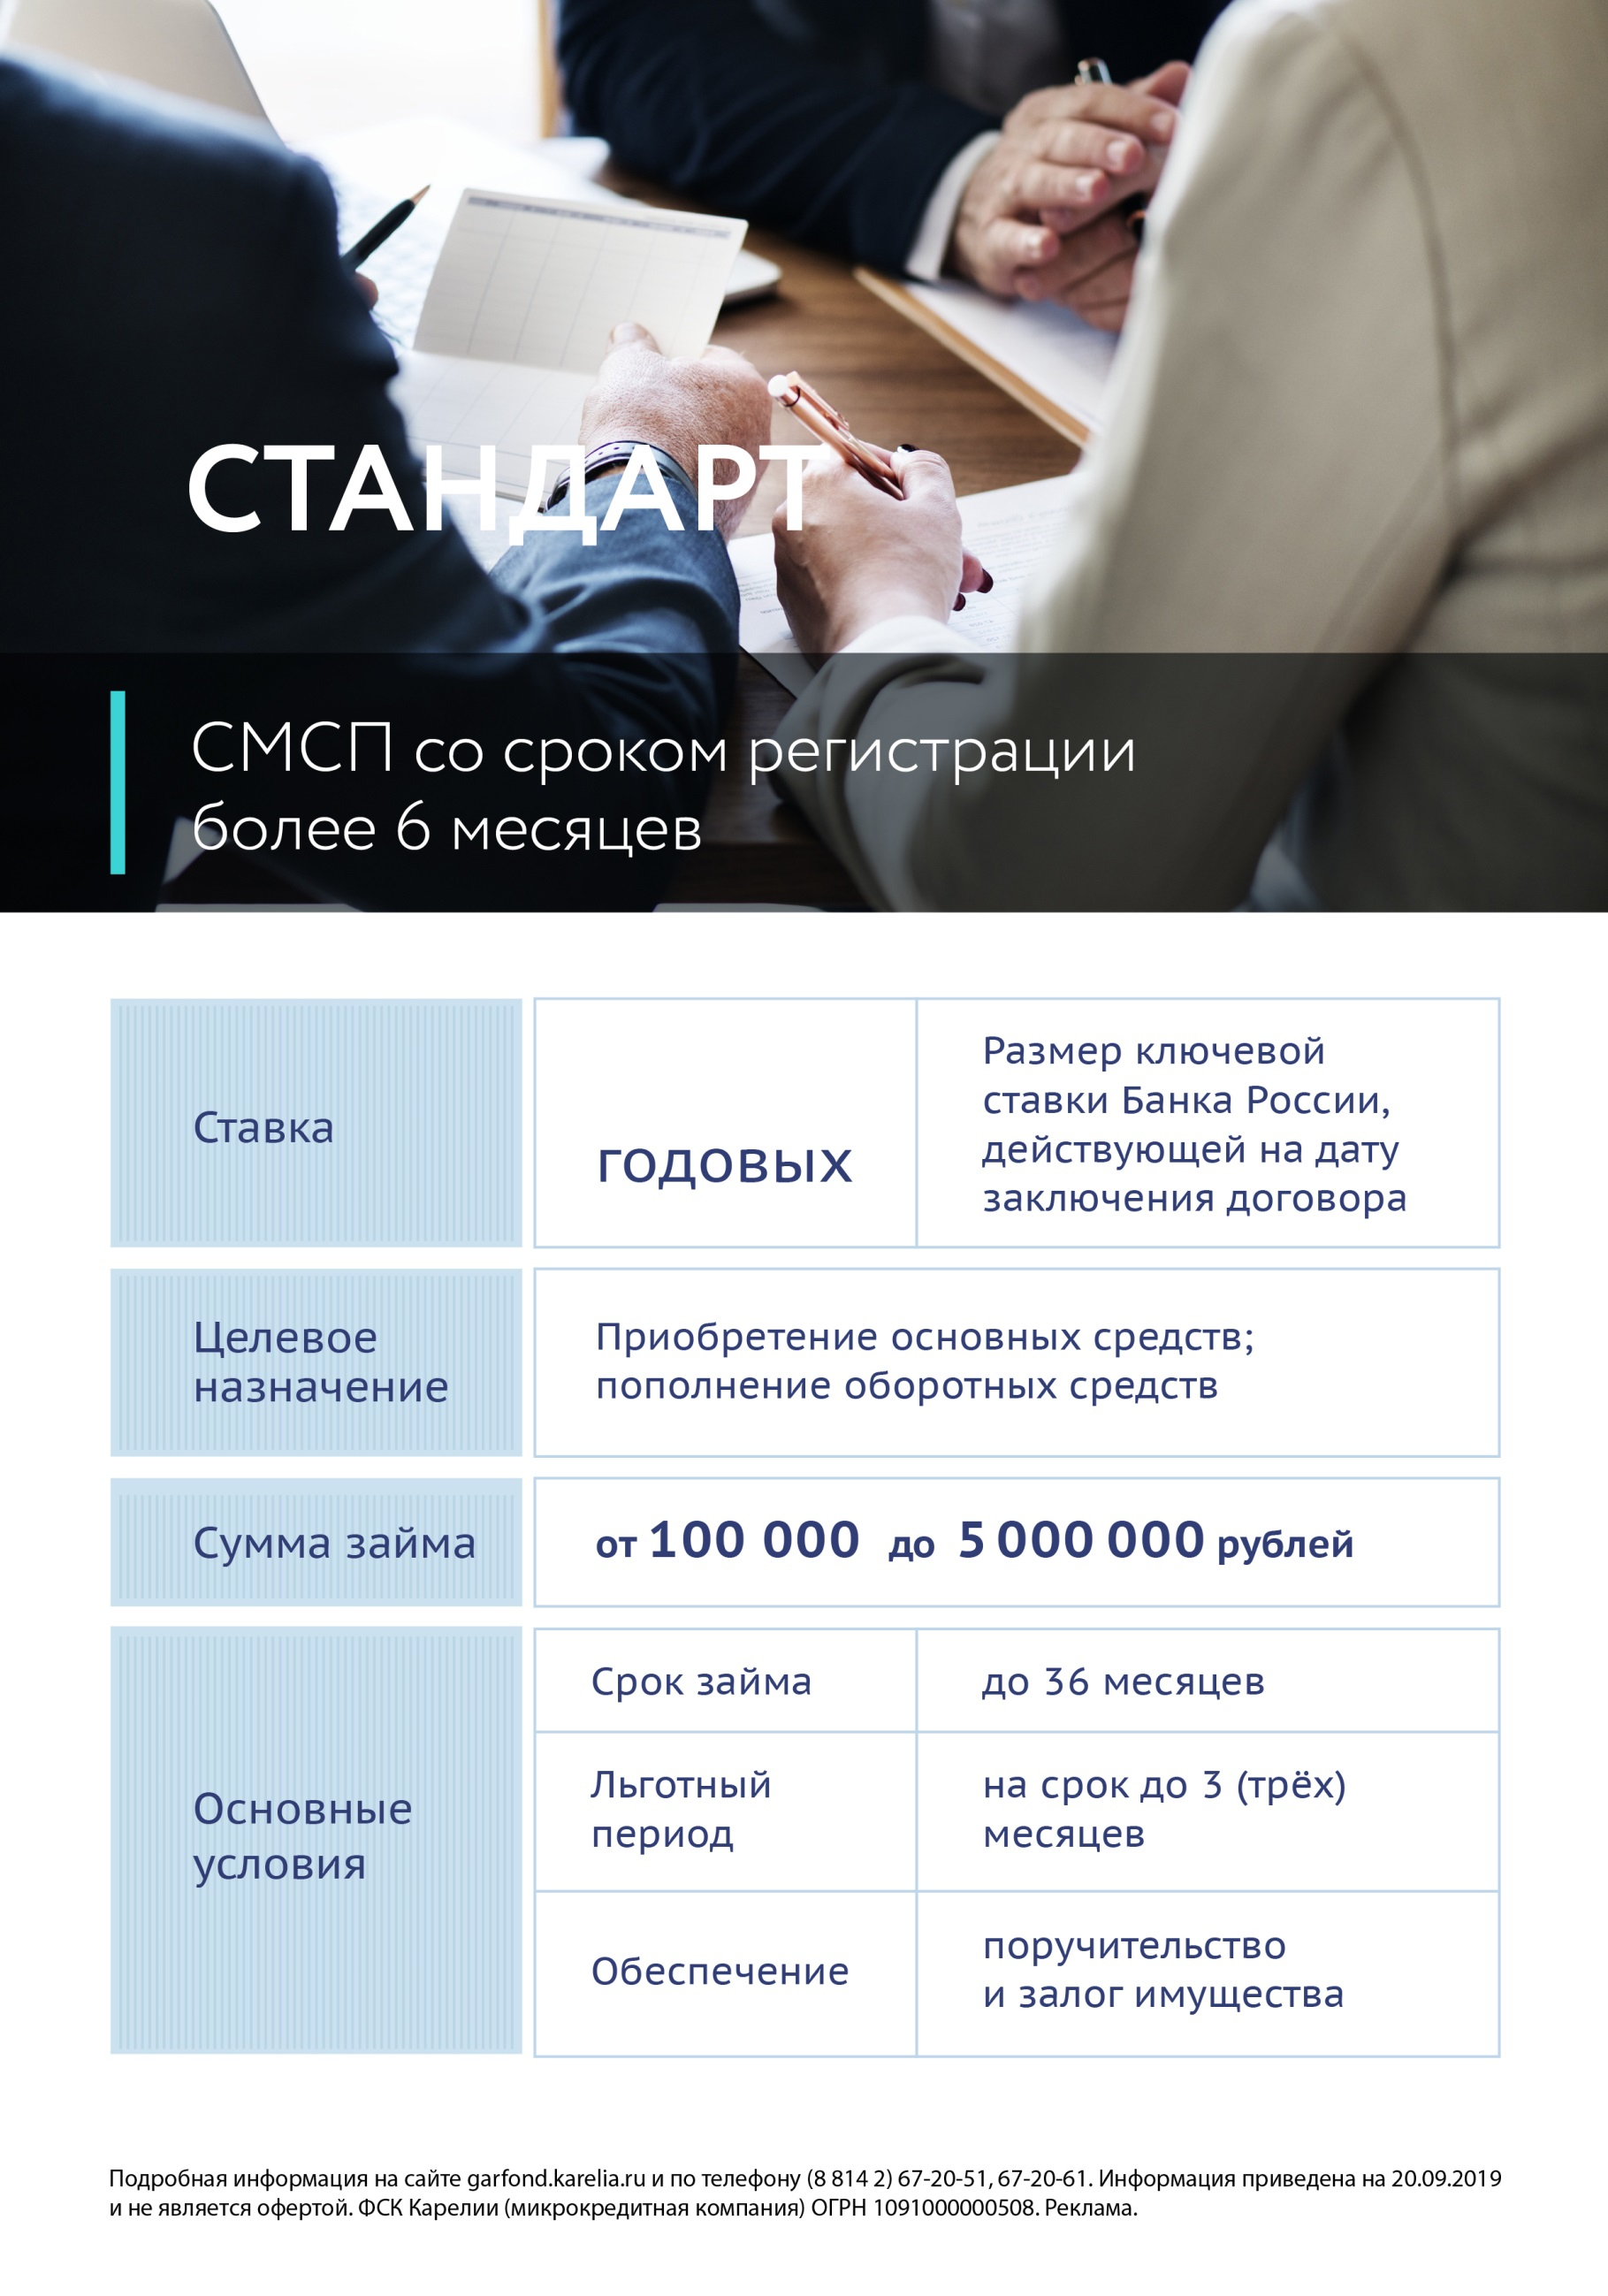 СТАНДАРТ
СМСП со сроком регистрации
более 6 месяцев
Ставка
годовых
Размер ключевой
ставки Банка России,
действующей на дату
заключения договора
Целевое
назначение
Приобретение основных средств;
пополнение оборотных средств
Сумма займа
от 100 000 до 5 000 000 рублей
Основные
условия
Срок займа
до 36 месяцев
Льготный
период
на срок до 3 (трёх)
месяцев
Обеспечение
поручительство
и залог имущества
Подробная информация на сайте garfond.karelia.ru и по телефону (8 814 2) 67-20-51, 67-20-61. Информация приведена на 20.09.2019
и не является офертой. ФСК Карелии (микрокредитная компания) ОГРН 1091000000508. Реклама.